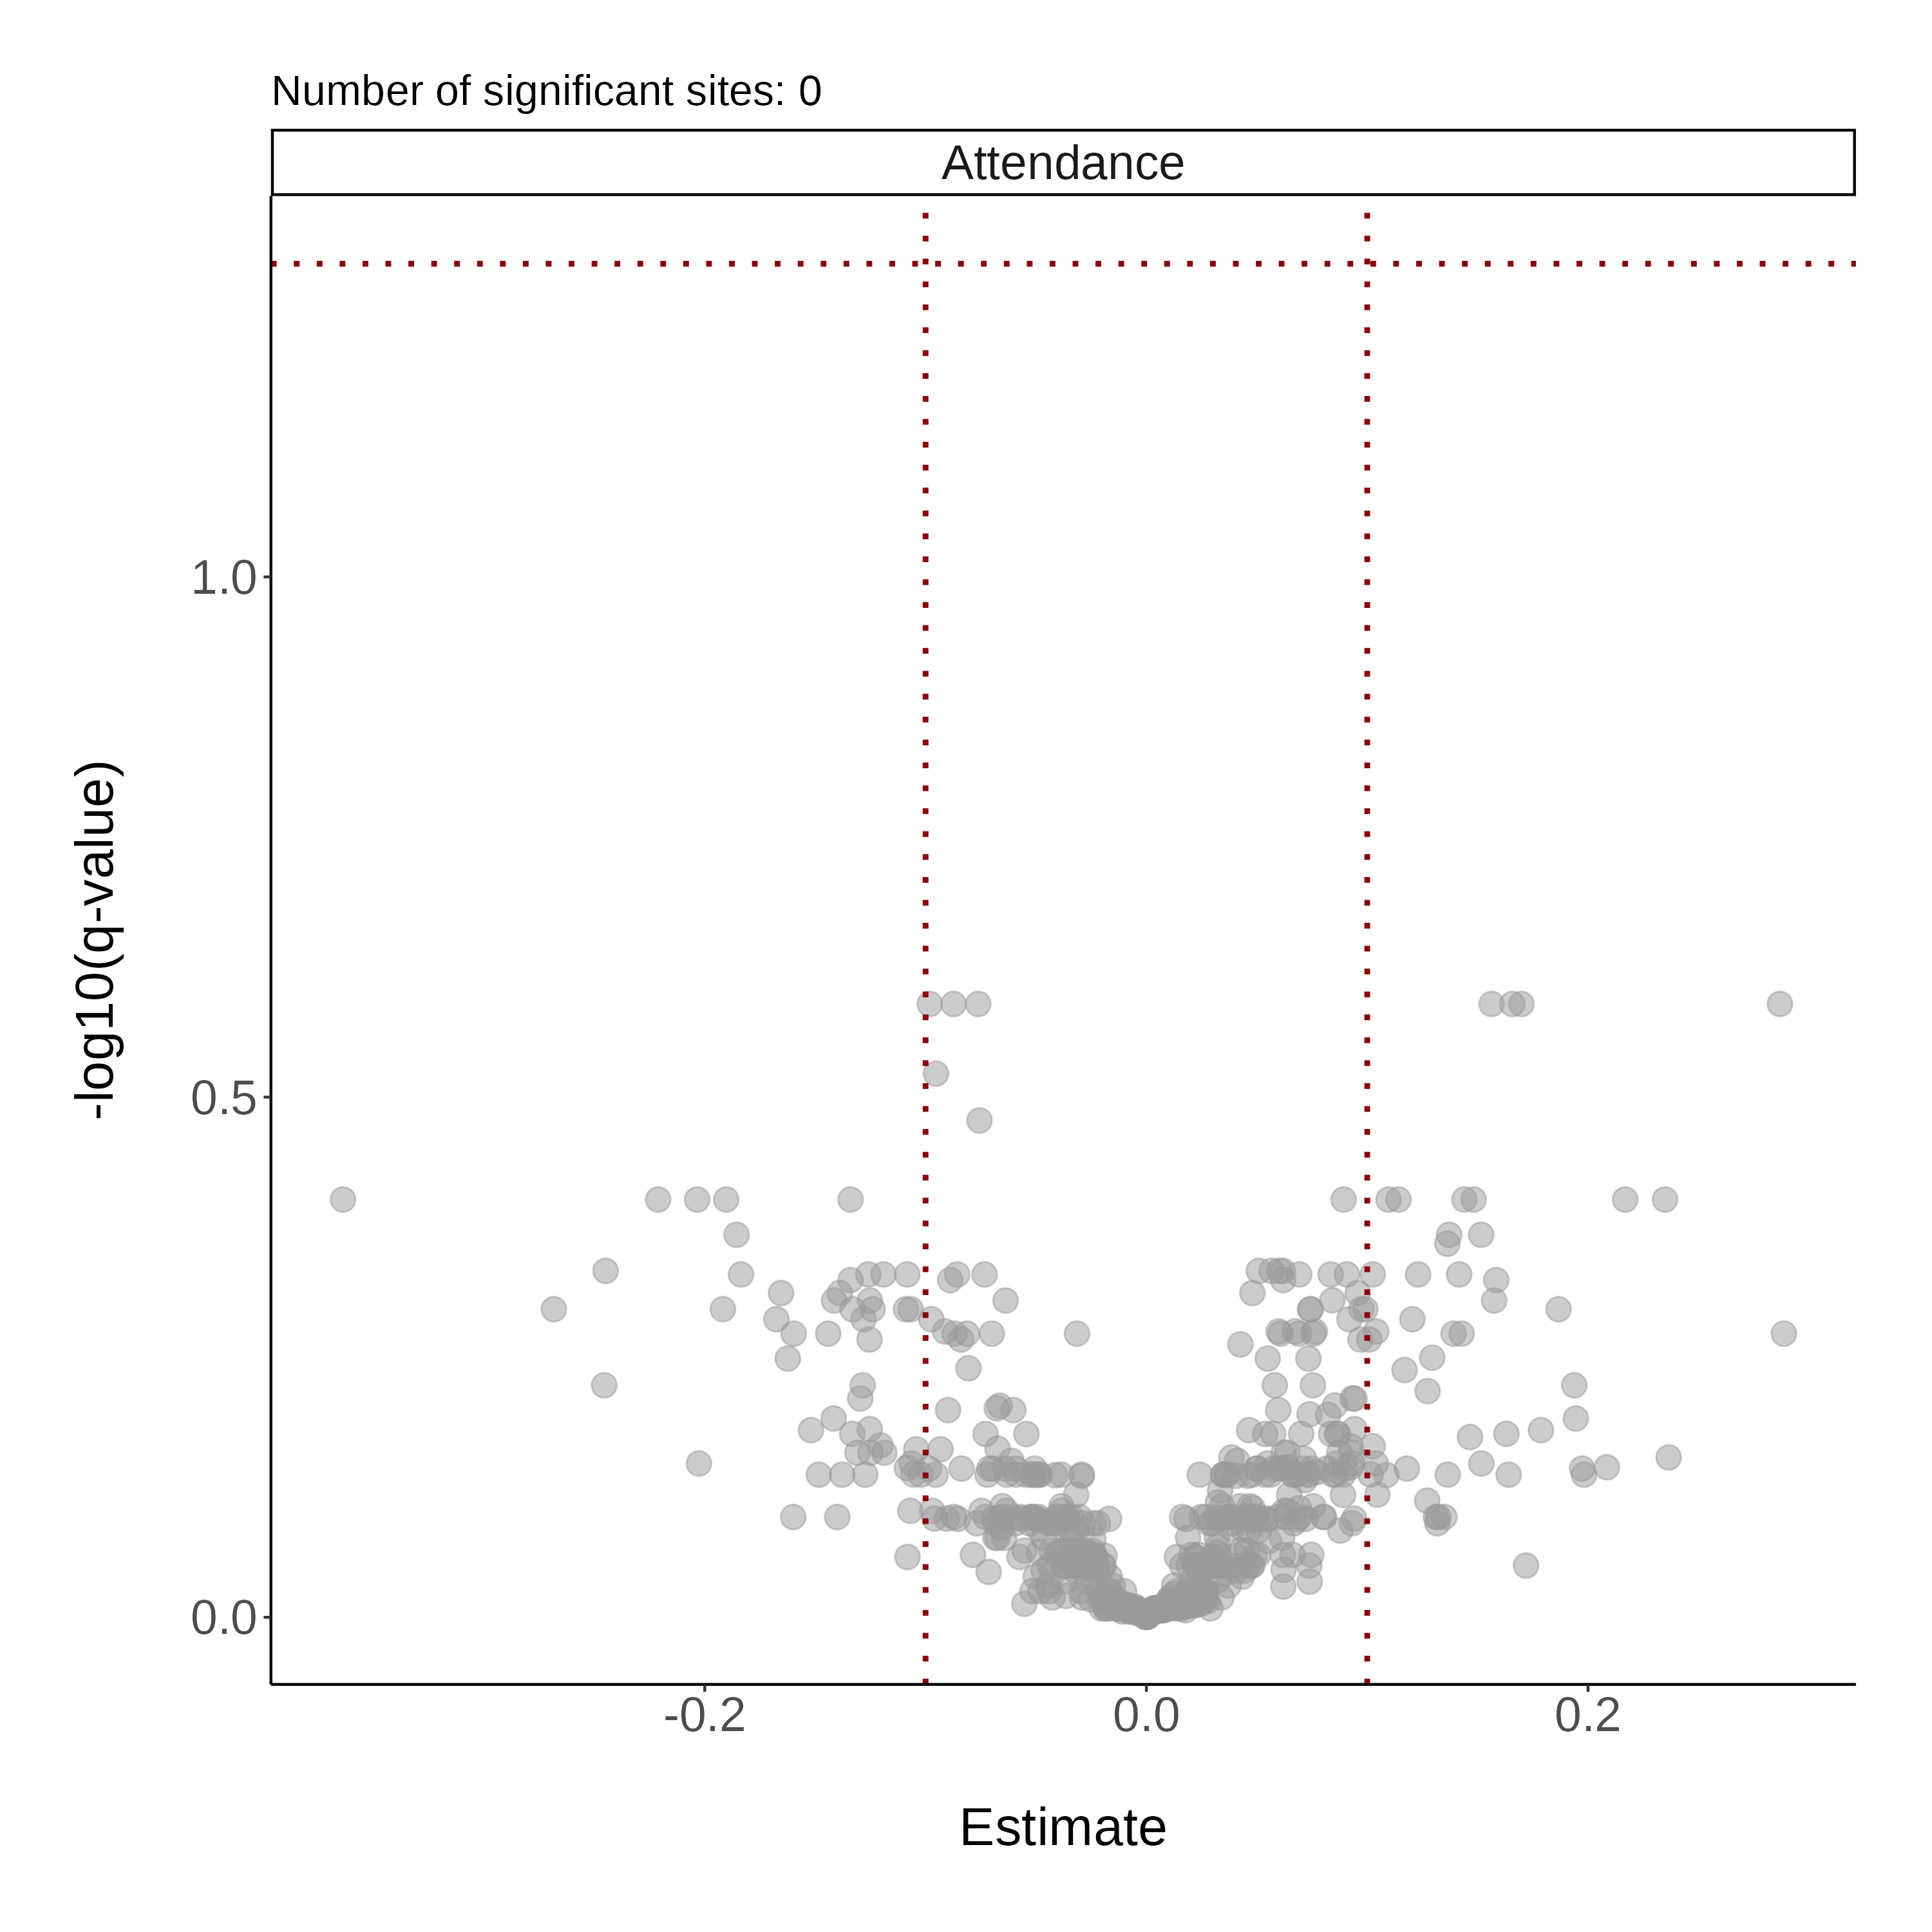 Number of significant sites: 0
Attendance
-log10(q-value)
1.0
0.5
0.0
-0.2
0.0
0.2
Estimate